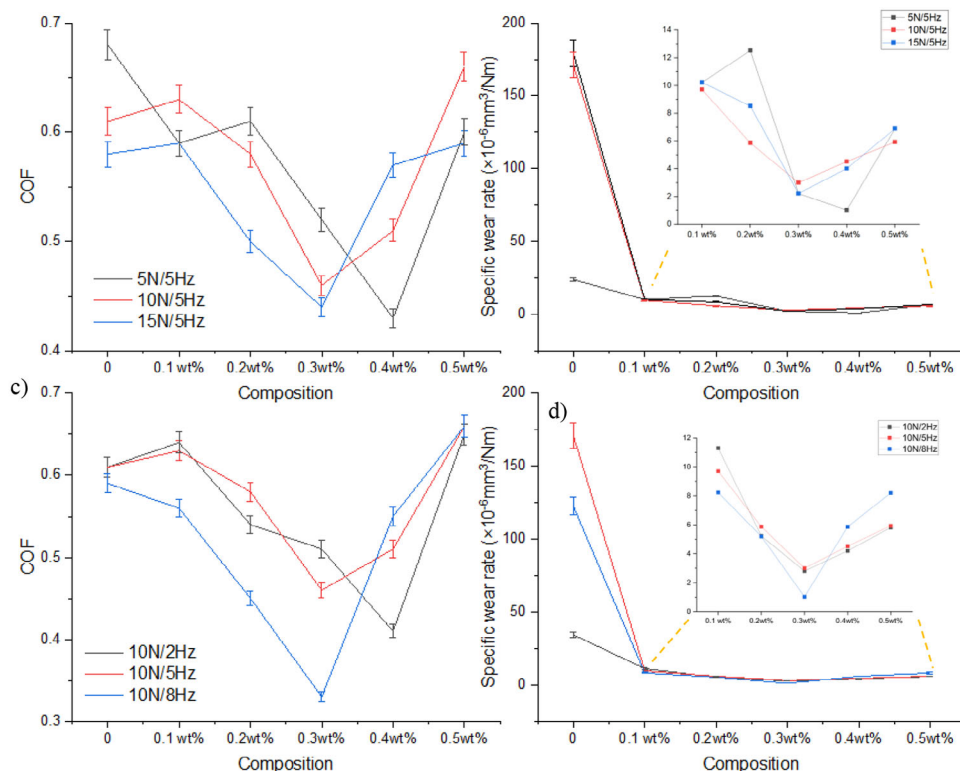 0.7
0.6
0.5
0.4
COF
5N/5Hz
10N/5Hz
15N/5Hz
0 0.1 wt% 0.2wt% 0.3wt% 0.4wt% 0.5wt%
Composition
200
150
100
50
0
Specific wear rate (×10⁻⁶mm³/Nm)
5N/5Hz
10N/5Hz
15N/5Hz
14
12
10
8
6
4
2
0
0.1 wt% 0.2wt% 0.3wt% 0.4wt% 0.5wt%
0 0.1 wt% 0.2wt% 0.3wt% 0.4wt% 0.5wt%
Composition
c)
0.7
0.6
0.5
0.4
0.3
COF
10N/2Hz
10N/5Hz
10N/8Hz
0 0.1 wt% 0.2wt% 0.3wt% 0.4wt% 0.5wt%
Composition
d)
200
150
100
50
0
Specific wear rate (×10⁻⁶mm³/Nm)
10N/2Hz
10N/5Hz
10N/8Hz
12
10
8
6
4
2
0
0.1 wt% 0.2wt% 0.3wt% 0.4wt% 0.5wt%
0 0.1 wt% 0.2wt% 0.3wt% 0.4wt% 0.5wt%
Composition